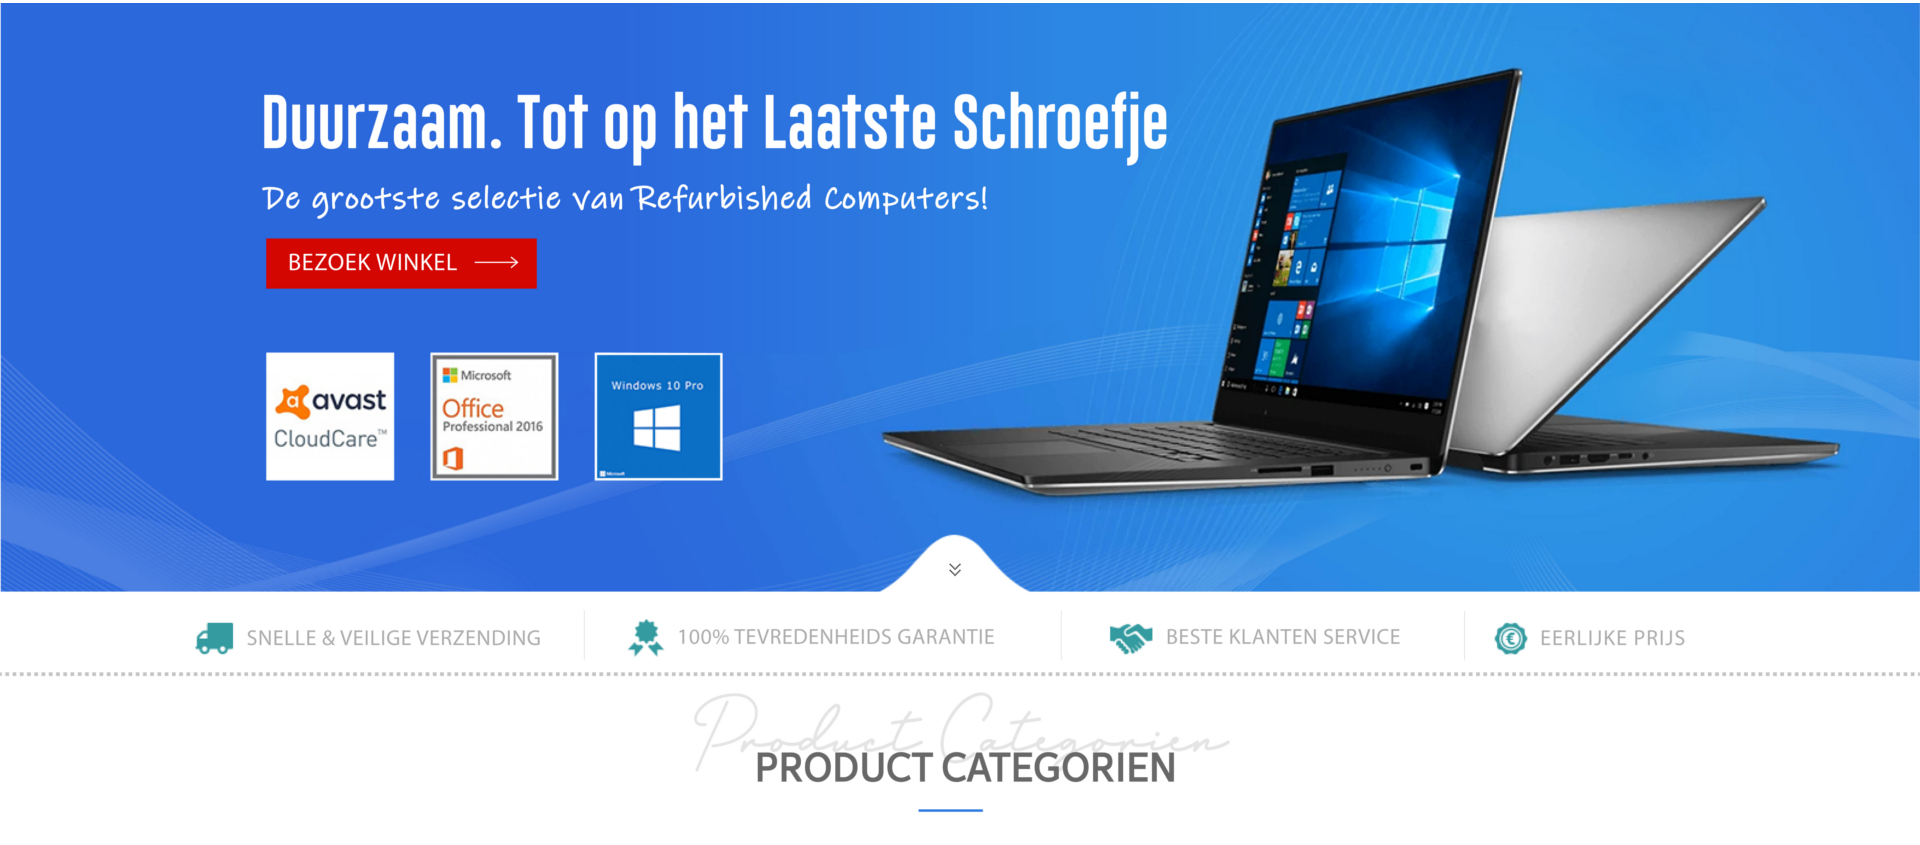 Duurzaam. Tot op het Laatste Schroefje
De grootste selectie van Refurbished Computers!
BEZOEK WINKEL
avast
CloudCare™
Microsoft
Office
Professional 2016
Windows 10 Pro
Microsoft
SNELLE & VEILIGE VERZENDING
100% TEVREDENHEIDS GARANTIE
BESTE KLANTEN SERVICE
EERLIJKE PRIJS
Product Categorien
PRODUCT CATEGORIEN